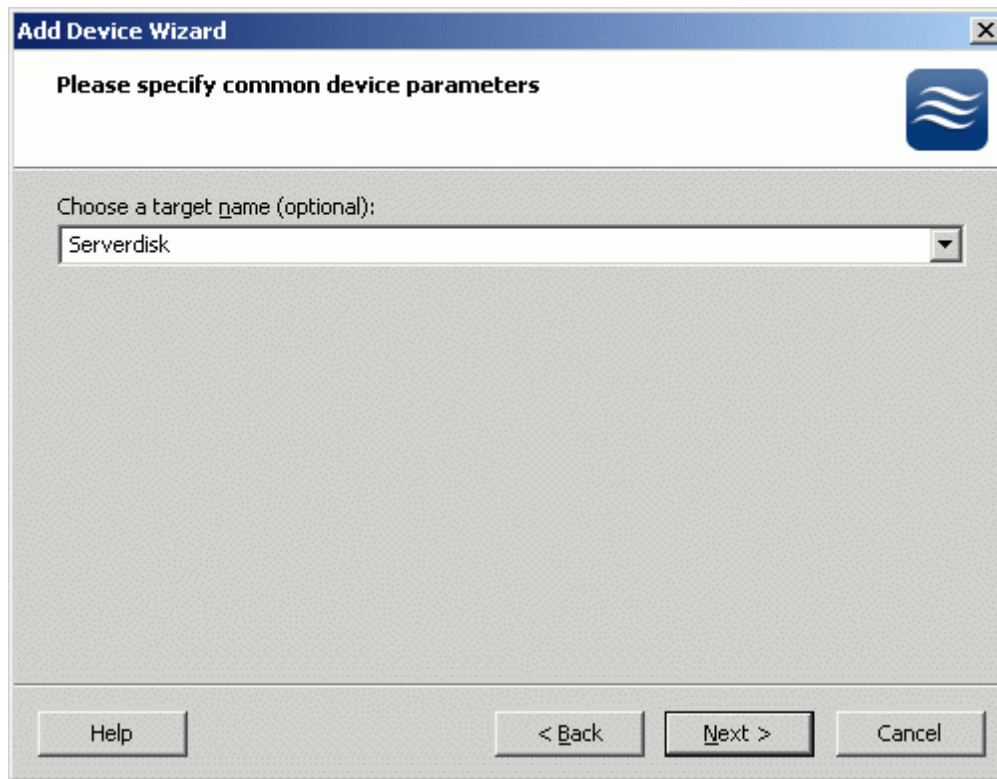 Add Device Wizard
Please specify common device parameters
Choose a target name (optional):
Serverdisk
Help
< Back
Next >
Cancel